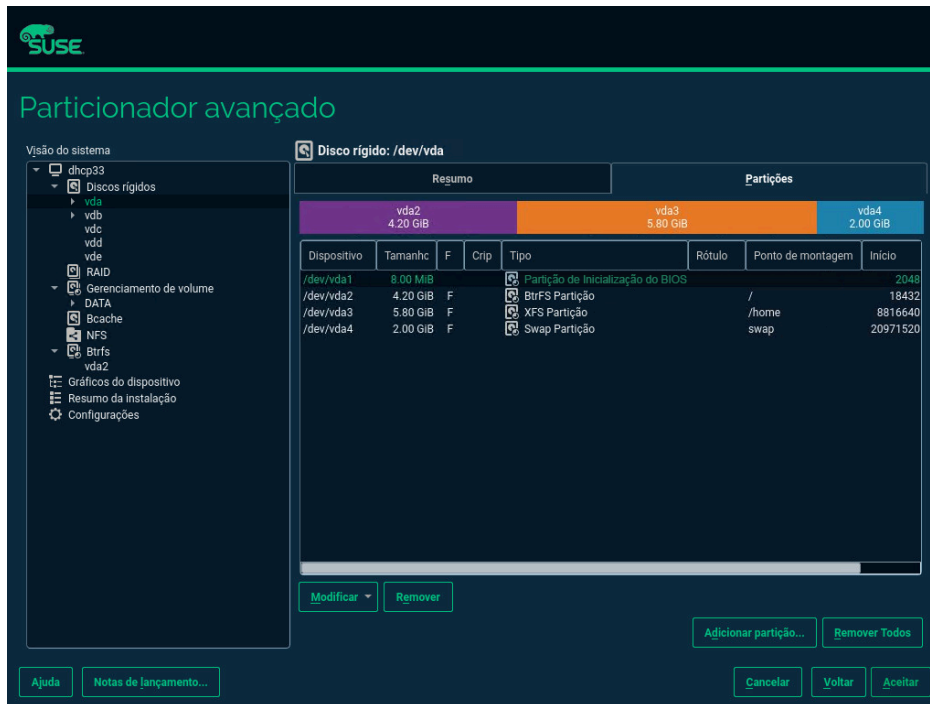 SUSE
Particionador avançado
Visão do sistema
dhcp33
Discos rígidos
vda
vdb
vdc
vdd
vde
RAID
Gerenciamento de volume
DATA
Bcache
NFS
Btrfs
vda2
Gráficos do dispositivo
Resumo da instalação
Configurações
Disco rígido: /dev/vda
Resumo Partições
vda2 vda3 vda4
4.20 GiB 5.80 GiB 2.00 GiB
Dispositivo Tamanhc F Crip Tipo Rótulo Ponto de montagem Início
/dev/vda1 8.00 MiB Partição de Inicialização do BIOS 2048
/dev/vda2 4.20 GiB F BtrFS Partição / 18432
/dev/vda3 5.80 GiB F XFS Partição /home 8816640
/dev/vda4 2.00 GiB F Swap Partição swap 20971520
Modificar Remover
Adicionar partição... Remover Todos
Ajuda Notas de lançamento... Cancelar Voltar Aceitar